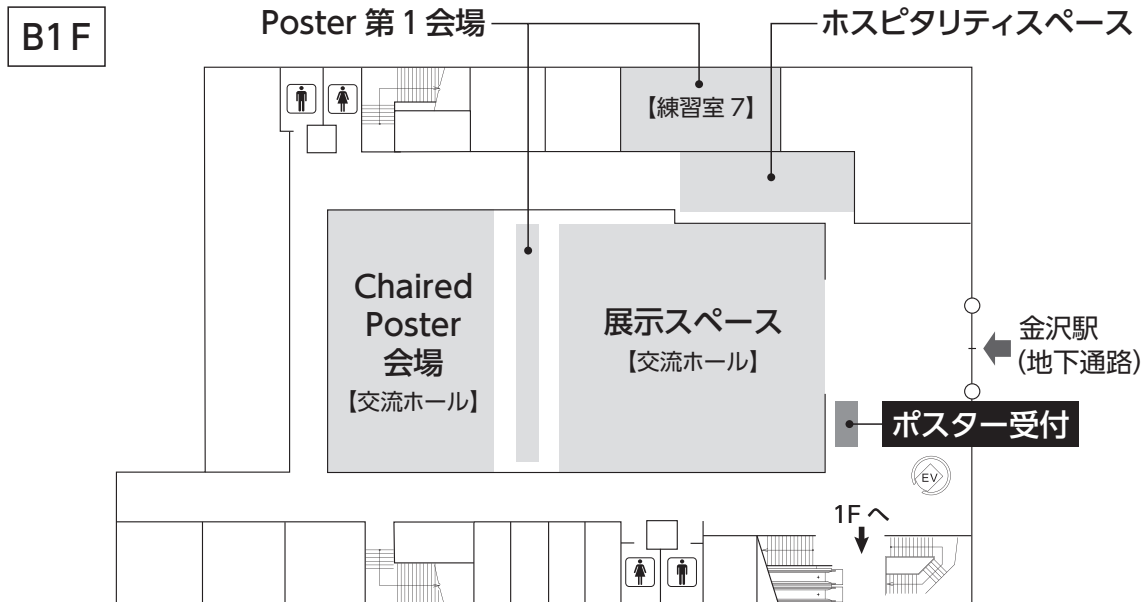 B1F
Poster 第1会場
ホスピタリティスペース
【練習室7】
Chaired
Poster
会場
【交流ホール】
展示スペース
【交流ホール】
金沢駅
(地下通路)
ポスター受付
EV
1Fへ